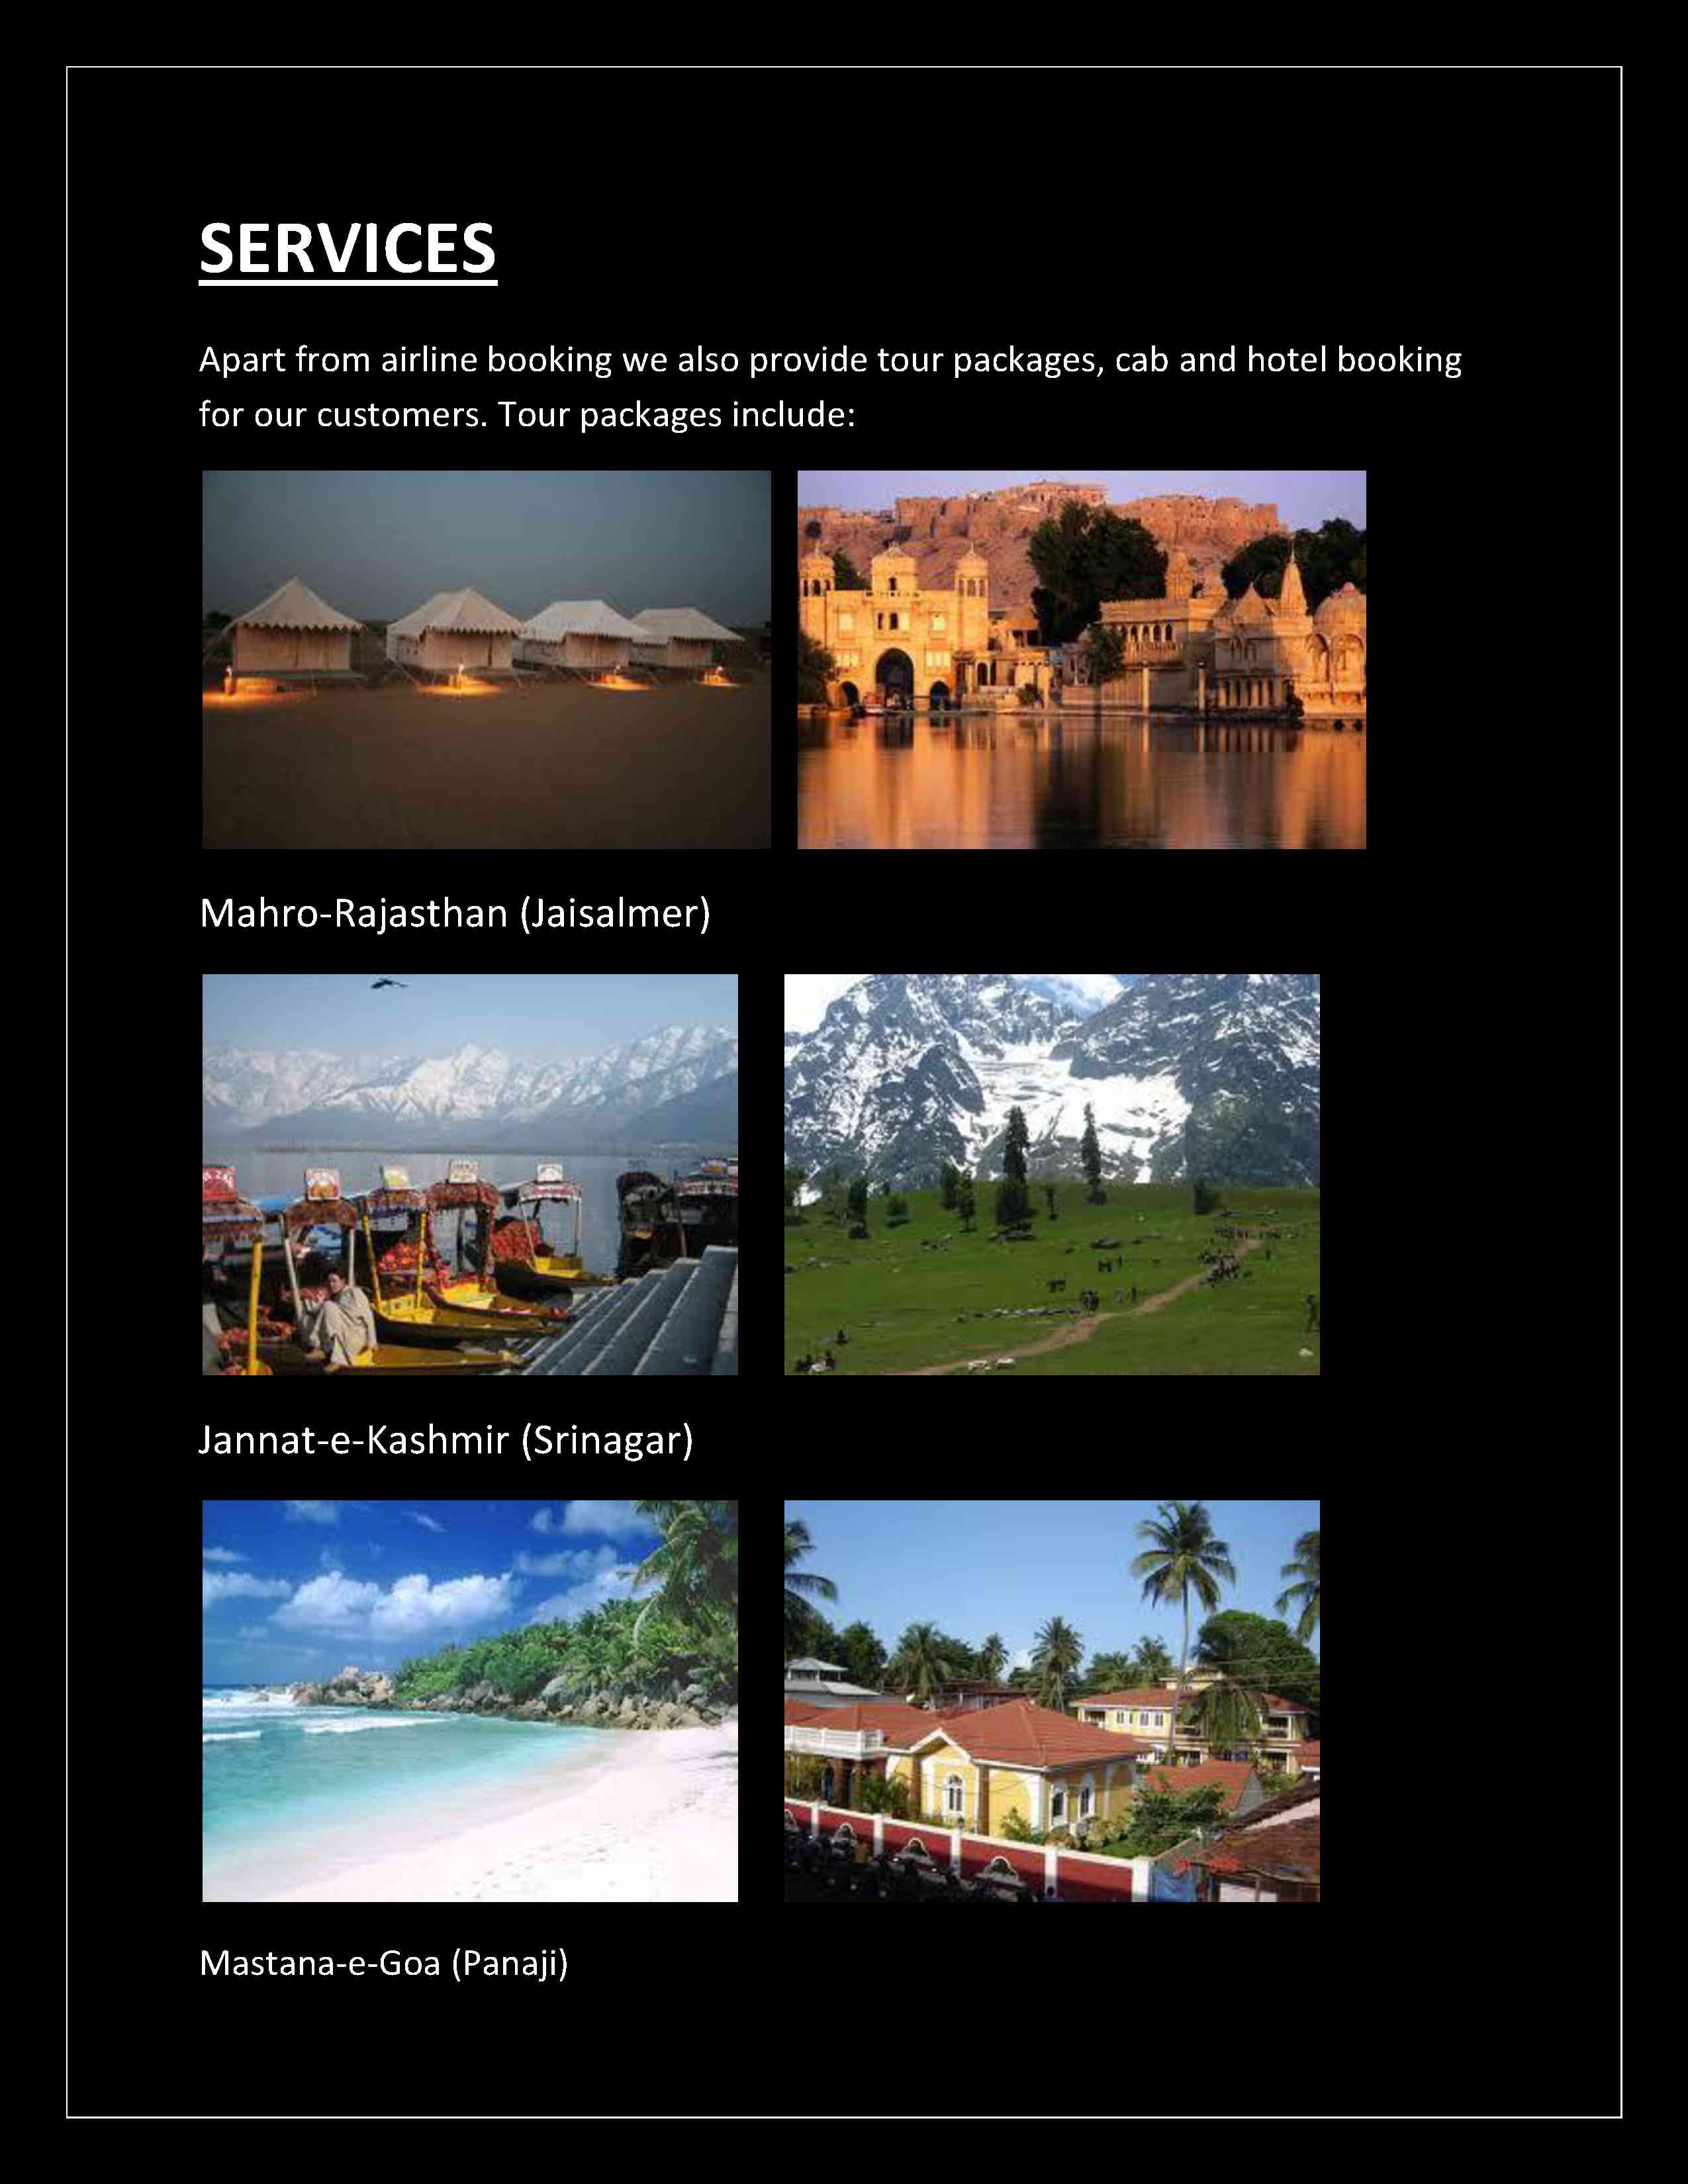 SERVICES
Apart from airline booking we also provide tour packages, cab and hotel booking
for our customers. Tour packages include:
Mahro-Rajasthan (Jaisalmer)
Jannat-e-Kashmir (Srinagar)
Mastana-e-Goa (Panaji)